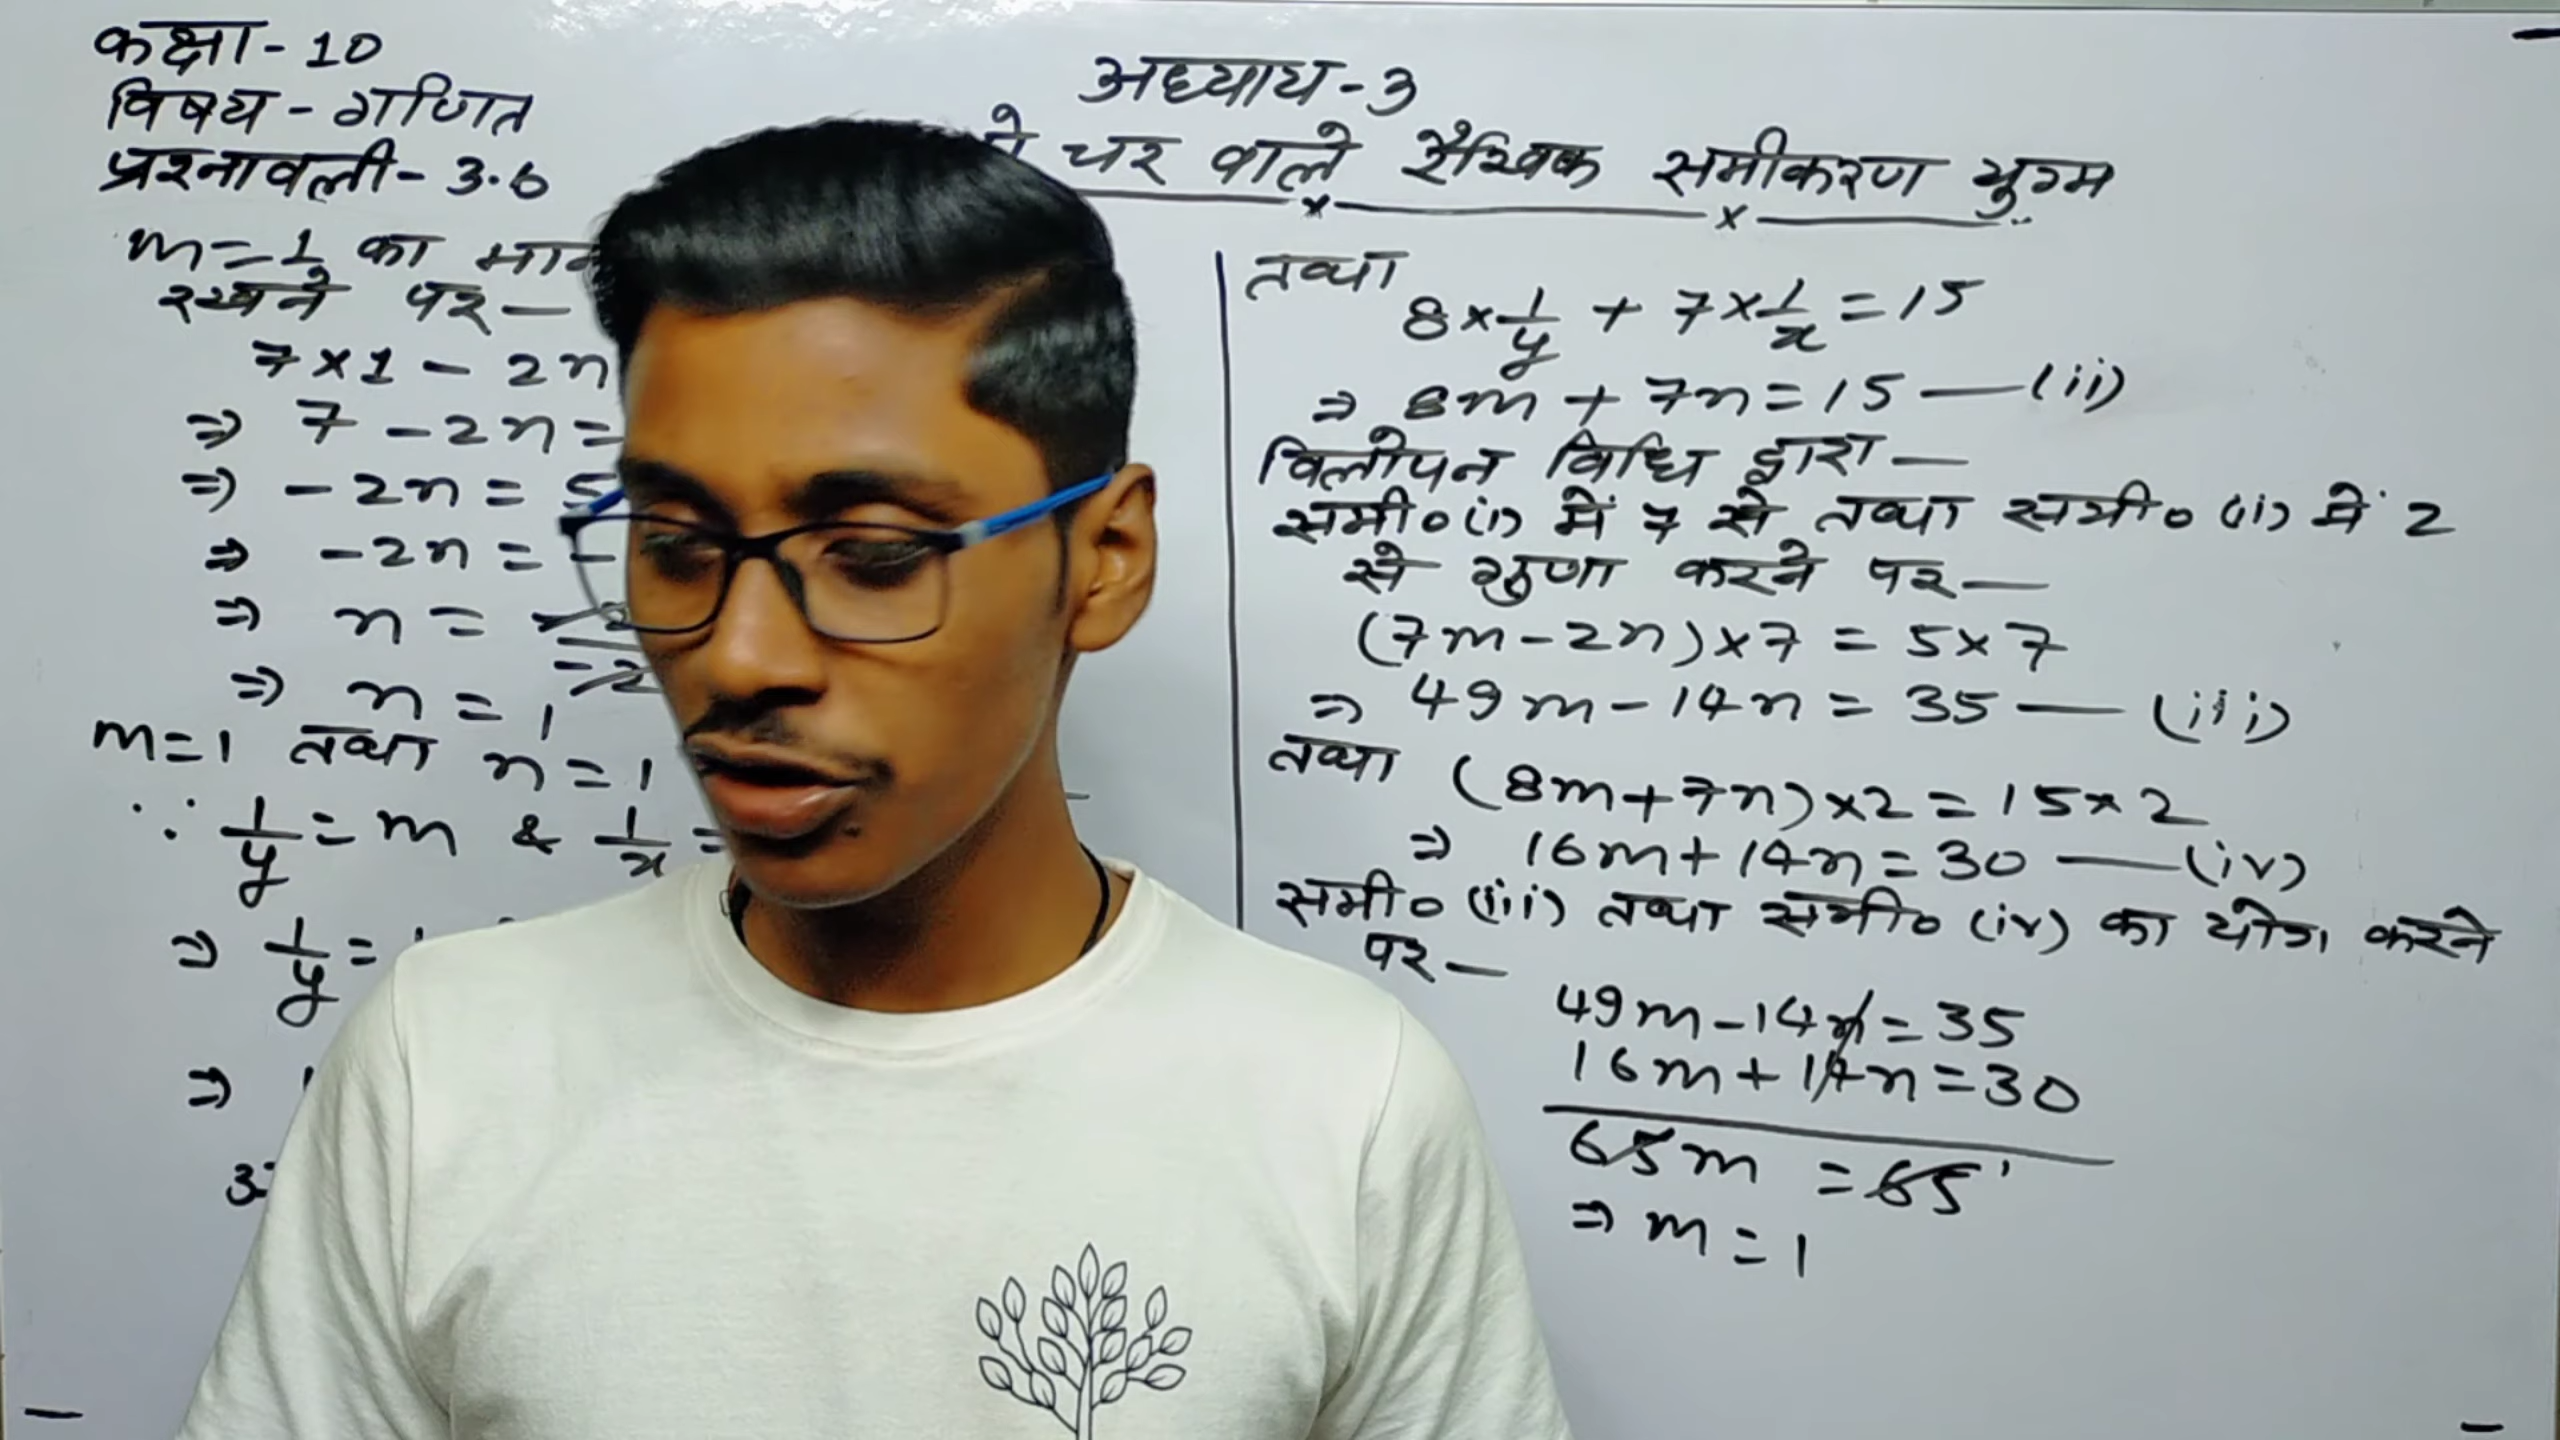 कक्षा - 10
विषय - गणित
प्रश्नावली - 3.6
अध्याय - 3
चर वाले रैखिक समीकरण युग्म
m = 1 का मान
रखने पर —
7 × 1 - 2n
⇒ 7 - 2n =
⇒ - 2n = 5
⇒ - 2n = -
⇒ n = -2/-2
⇒ n = 1
m = 1 तथा n = 1
∵ 1/y = m & 1/x =
⇒ 1/y =
⇒
तथा
8 × 1/y + 7 × 1/x = 15
⇒ 8m + 7n = 15 — (ii)
विलोपन विधि द्वारा —
समी० (i) में 7 से तथा समी० (ii) में 2
से गुणा करने पर —
(7m - 2n) × 7 = 5 × 7
⇒ 49m - 14n = 35 — (iii)
तथा (8m + 7n) × 2 = 15 × 2
⇒ 16m + 14n = 30 — (iv)
समी० (iii) तथा समी० (iv) का योग करने
पर —
49m - 14n = 35
16m + 14n = 30
65m = 65 1
⇒ m = 1